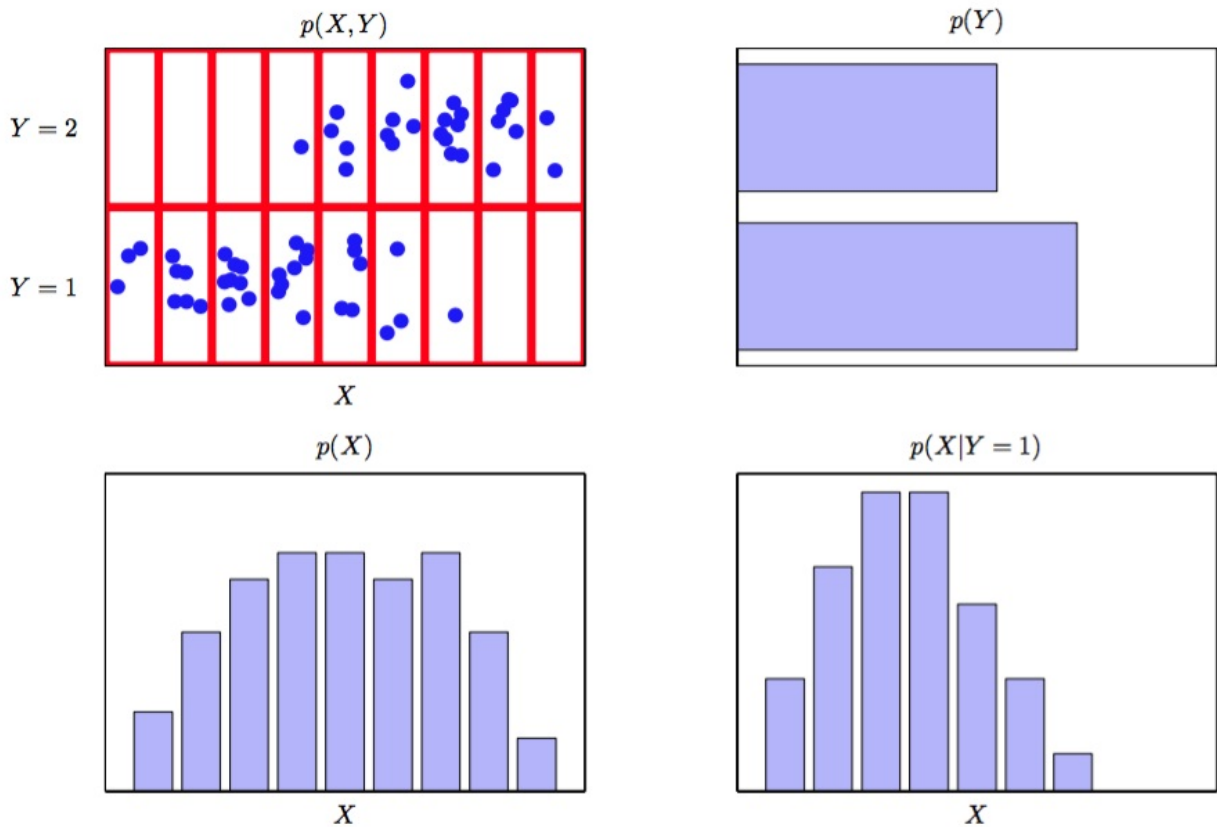 p(X, Y)
Y = 2
Y = 1
X
p(Y)
p(X)
X
p(X|Y = 1)
X